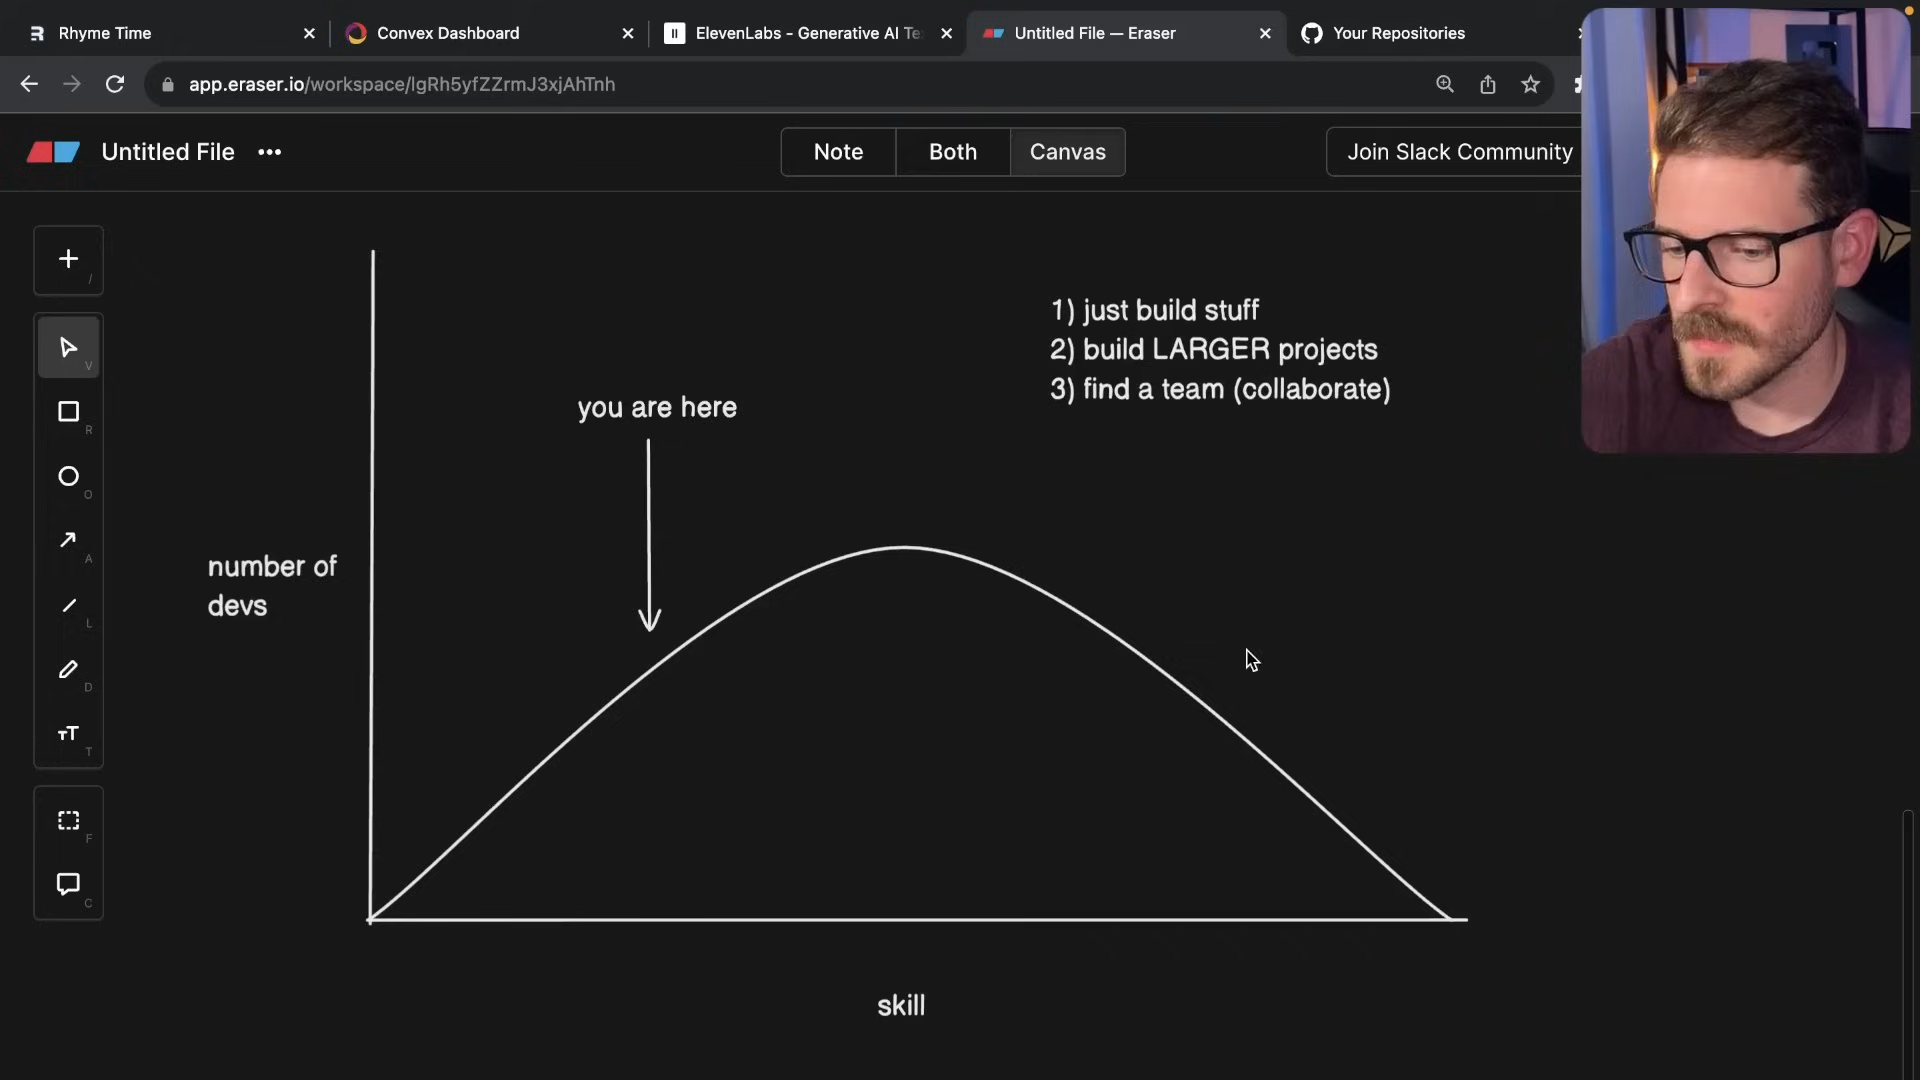 Rhyme Time
Convex Dashboard
ElevenLabs - Generative AI Te
Untitled File — Eraser
Your Repositories
app.eraser.io/workspace/lgRh5yfZZrmJ3xjAhTnh
Untitled File
Note
Both
Canvas
Join Slack Community
/
V
R
O
A
L
D
T
F
C
1) just build stuff
2) build LARGER projects
3) find a team (collaborate)
you are here
number of
devs
skill